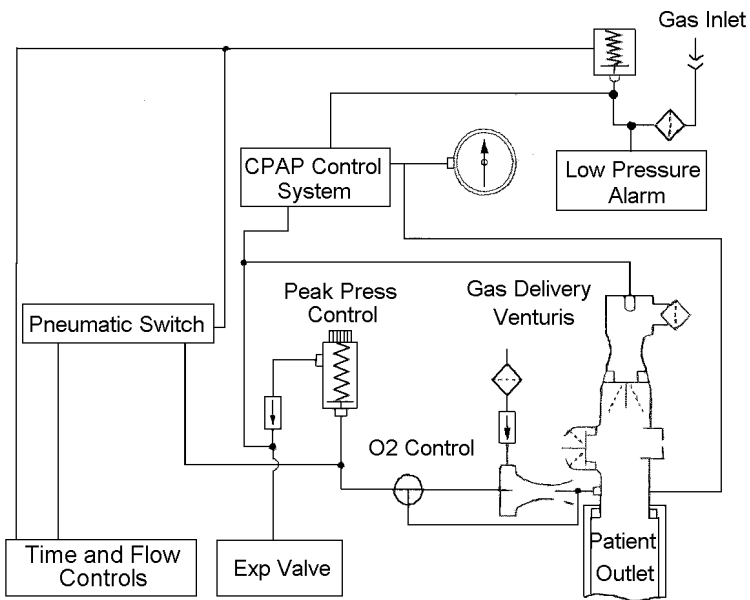 Gas Inlet
CPAP Control
System
Low Pressure
Alarm
Peak Press
Control
Gas Delivery
Venturis
Pneumatic Switch
O2 Control
Time and Flow
Controls
Exp Valve
Patient
Outlet